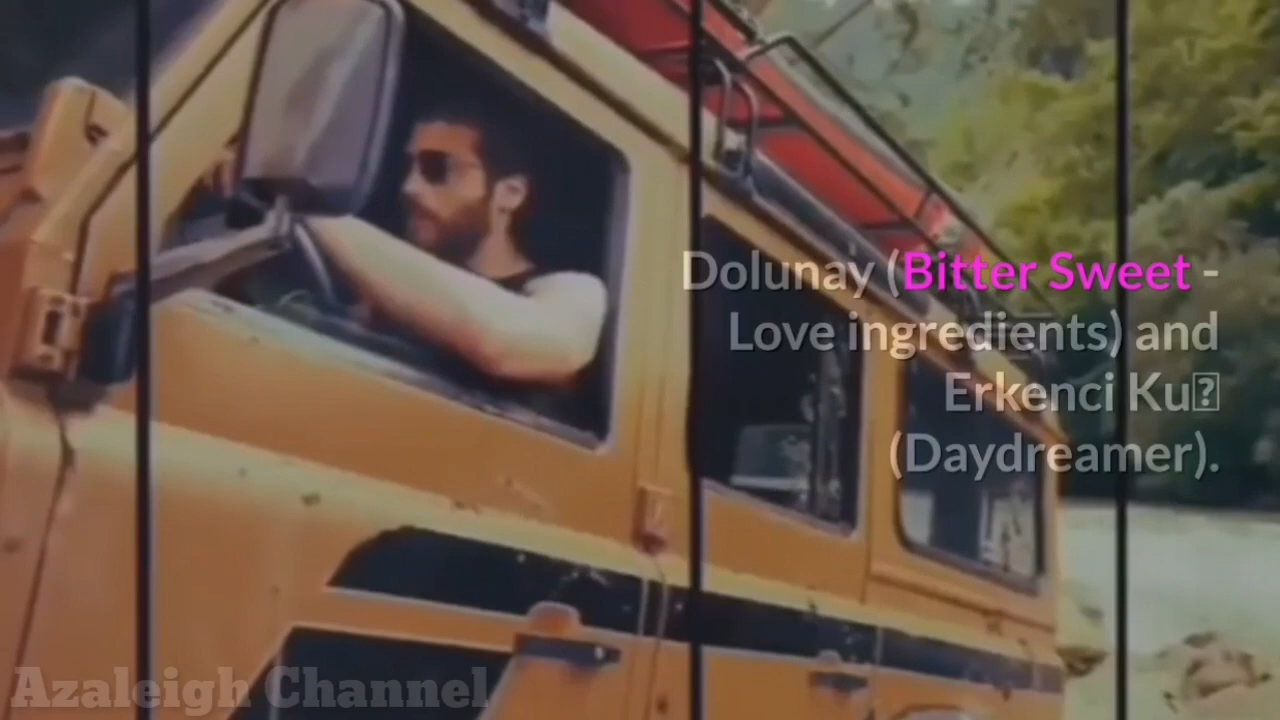 Dolunay (Bitter Sweet -
Love ingredients) and
Erkenci Ku�
(Daydreamer).
Azaleigh Channel